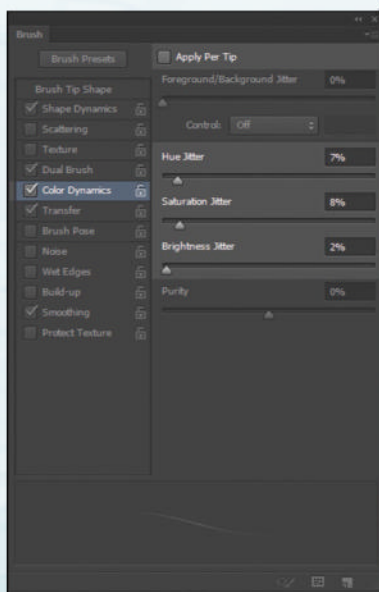 Brush
Brush Presets
Apply Per Tip
Brush Tip Shape
Foreground/Background Jitter 0%
Shape Dynamics
Scattering
Control: Off
Texture
Dual Brush
Hue Jitter 7%
Color Dynamics
Transfer
Saturation Jitter 8%
Brush Pose
Noise
Brightness Jitter 2%
Wet Edges
Build-up
Purity 0%
Smoothing
Protect Texture